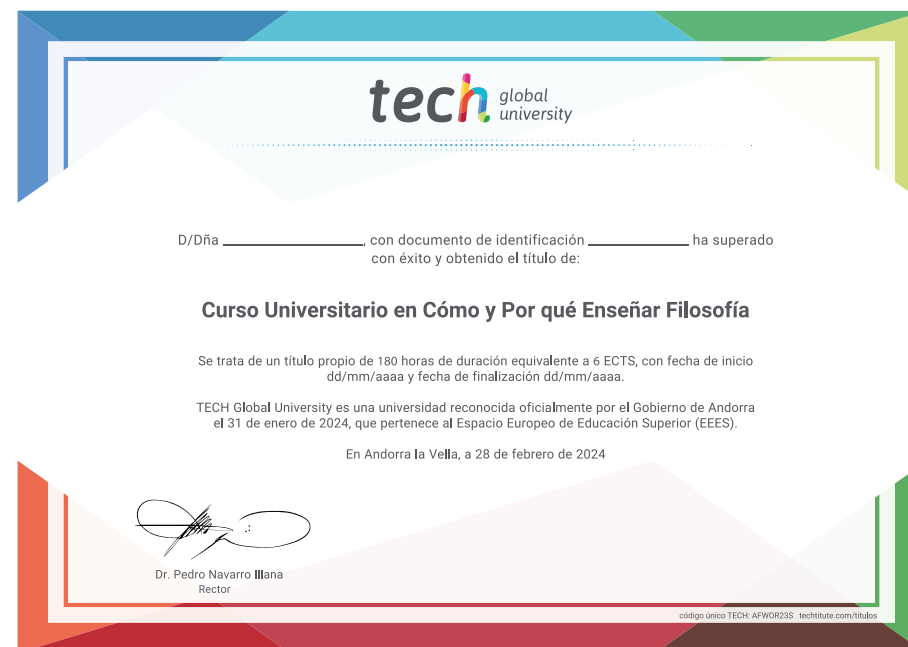 tech global university
D/Dña ______________, con documento de identificación __________ ha superado
con éxito y obtenido el título de:
Curso Universitario en Cómo y Por qué Enseñar Filosofía
Se trata de un título propio de 180 horas de duración equivalente a 6 ECTS, con fecha de inicio
dd/mm/aaaa y fecha de finalización dd/mm/aaaa.
TECH Global University es una universidad reconocida oficialmente por el Gobierno de Andorra
el 31 de enero de 2024, que pertenece al Espacio Europeo de Educación Superior (EEES).
En Andorra la Vella, a 28 de febrero de 2024
Dr. Pedro Navarro Illana
Rector
código único TECH: AFWOR23S techtitute.com/titulos